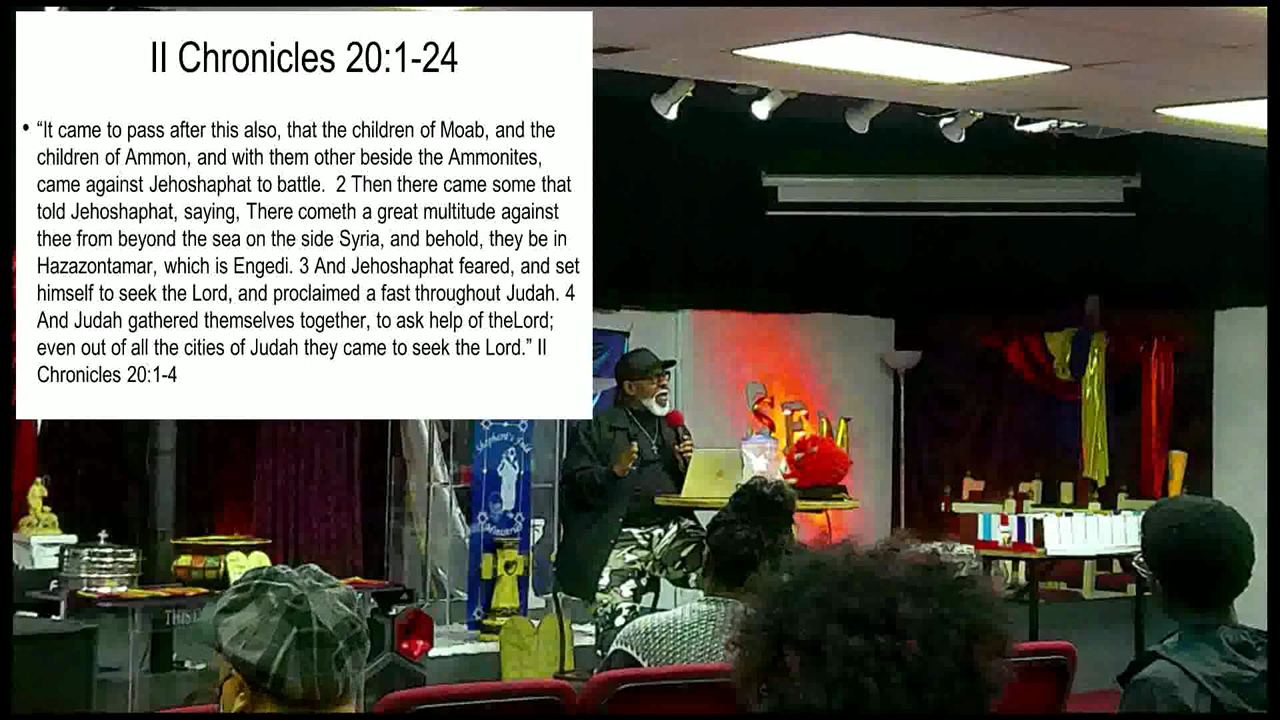 II Chronicles 20:1-24
• “It came to pass after this also, that the children of Moab, and the
children of Ammon, and with them other beside the Ammonites,
came against Jehoshaphat to battle.  2 Then there came some that
told Jehoshaphat, saying, There cometh a great multitude against
thee from beyond the sea on the side Syria, and behold, they be in
Hazazontamar, which is Engedi. 3 And Jehoshaphat feared, and set
himself to seek the Lord, and proclaimed a fast throughout Judah. 4
And Judah gathered themselves together, to ask help of theLord;
even out of all the cities of Judah they came to seek the Lord.” II
Chronicles 20:1-4
SFM
Shepherd's
Ministries
THIS